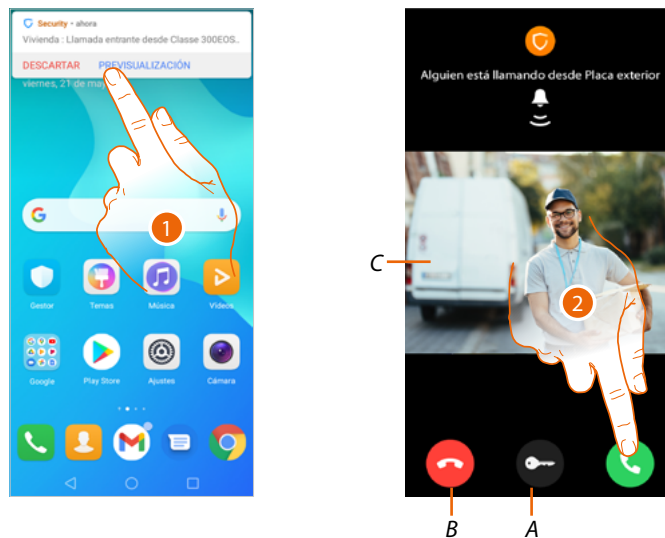 Security • ahora
Vivienda : Llamada entrante desde Classe 300EOS..
DESCARTAR PREVISUALIZACIÓN
viernes, 21 de may
G
1
Gestor Temas Música Vídeos
Google Play Store Ajustes Cámara
Alguien está llamando desde Placa exterior
C
2
B A